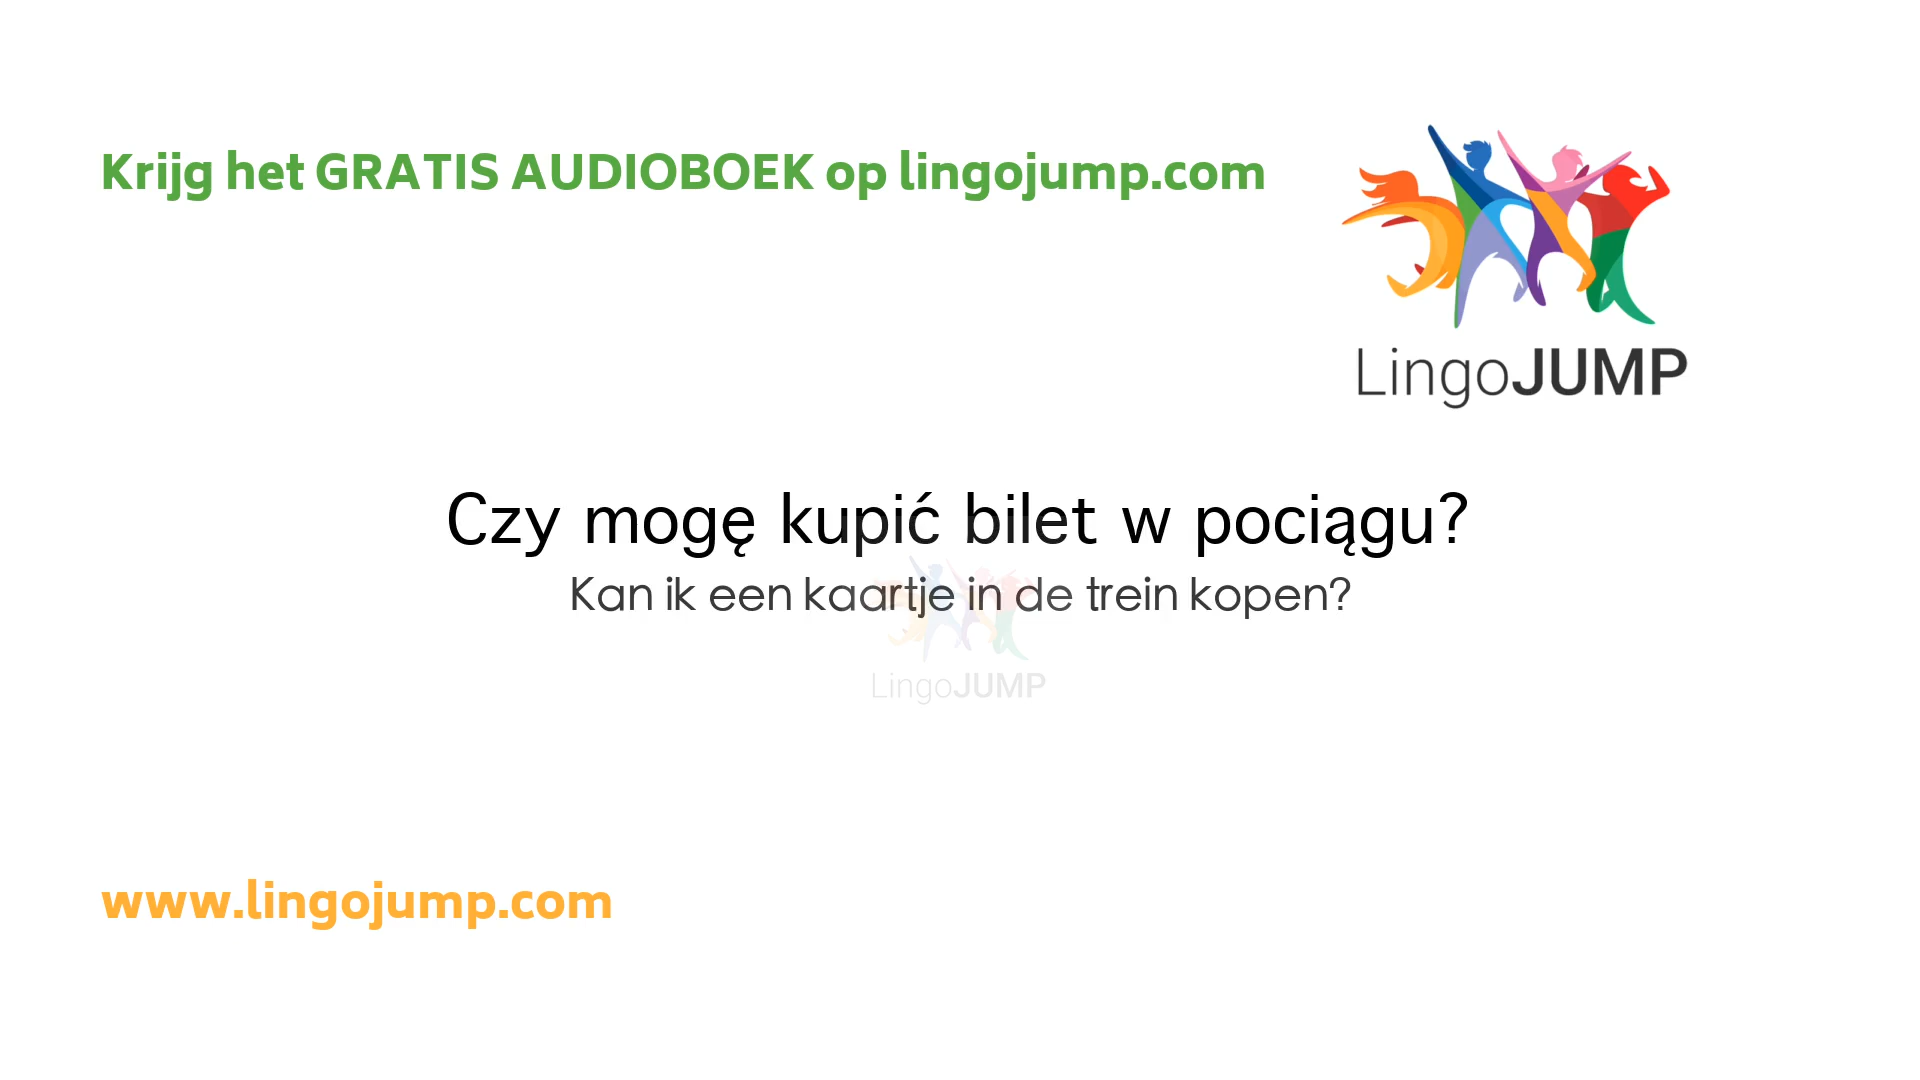 Krijg het GRATIS AUDIOBOEK op lingojump.com
LingoJUMP
Czy mogę kupić bilet w pociągu?
Kan ik een kaartje in de trein kopen?
LingoJUMP
www.lingojump.com